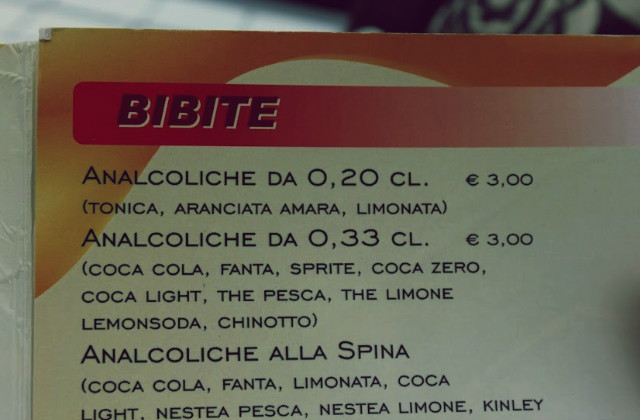 BIBITE
ANALCOLICHE DA 0,20 CL. € 3,00
(TONICA, ARANCIATA AMARA, LIMONATA)
ANALCOLICHE DA 0,33 CL. € 3,00
(COCA COLA, FANTA, SPRITE, COCA ZERO,
COCA LIGHT, THE PESCA, THE LIMONE
LEMONSODA, CHINOTTO)
ANALCOLICHE ALLA SPINA
(COCA COLA, FANTA, LIMONATA, COCA
LIGHT, NESTEA PESCA, NESTEA LIMONE, KINLEY